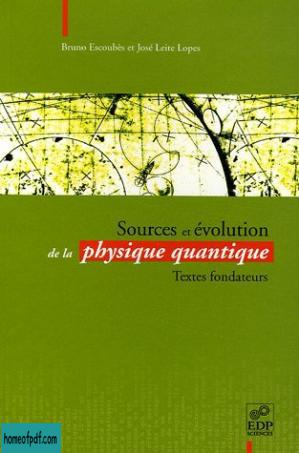 Bruno Escoubès et José Leite Lopes
Sources et évolution
de la physique quantique
Textes fondateurs
EDP
SCIENCES
homeofpdf.com